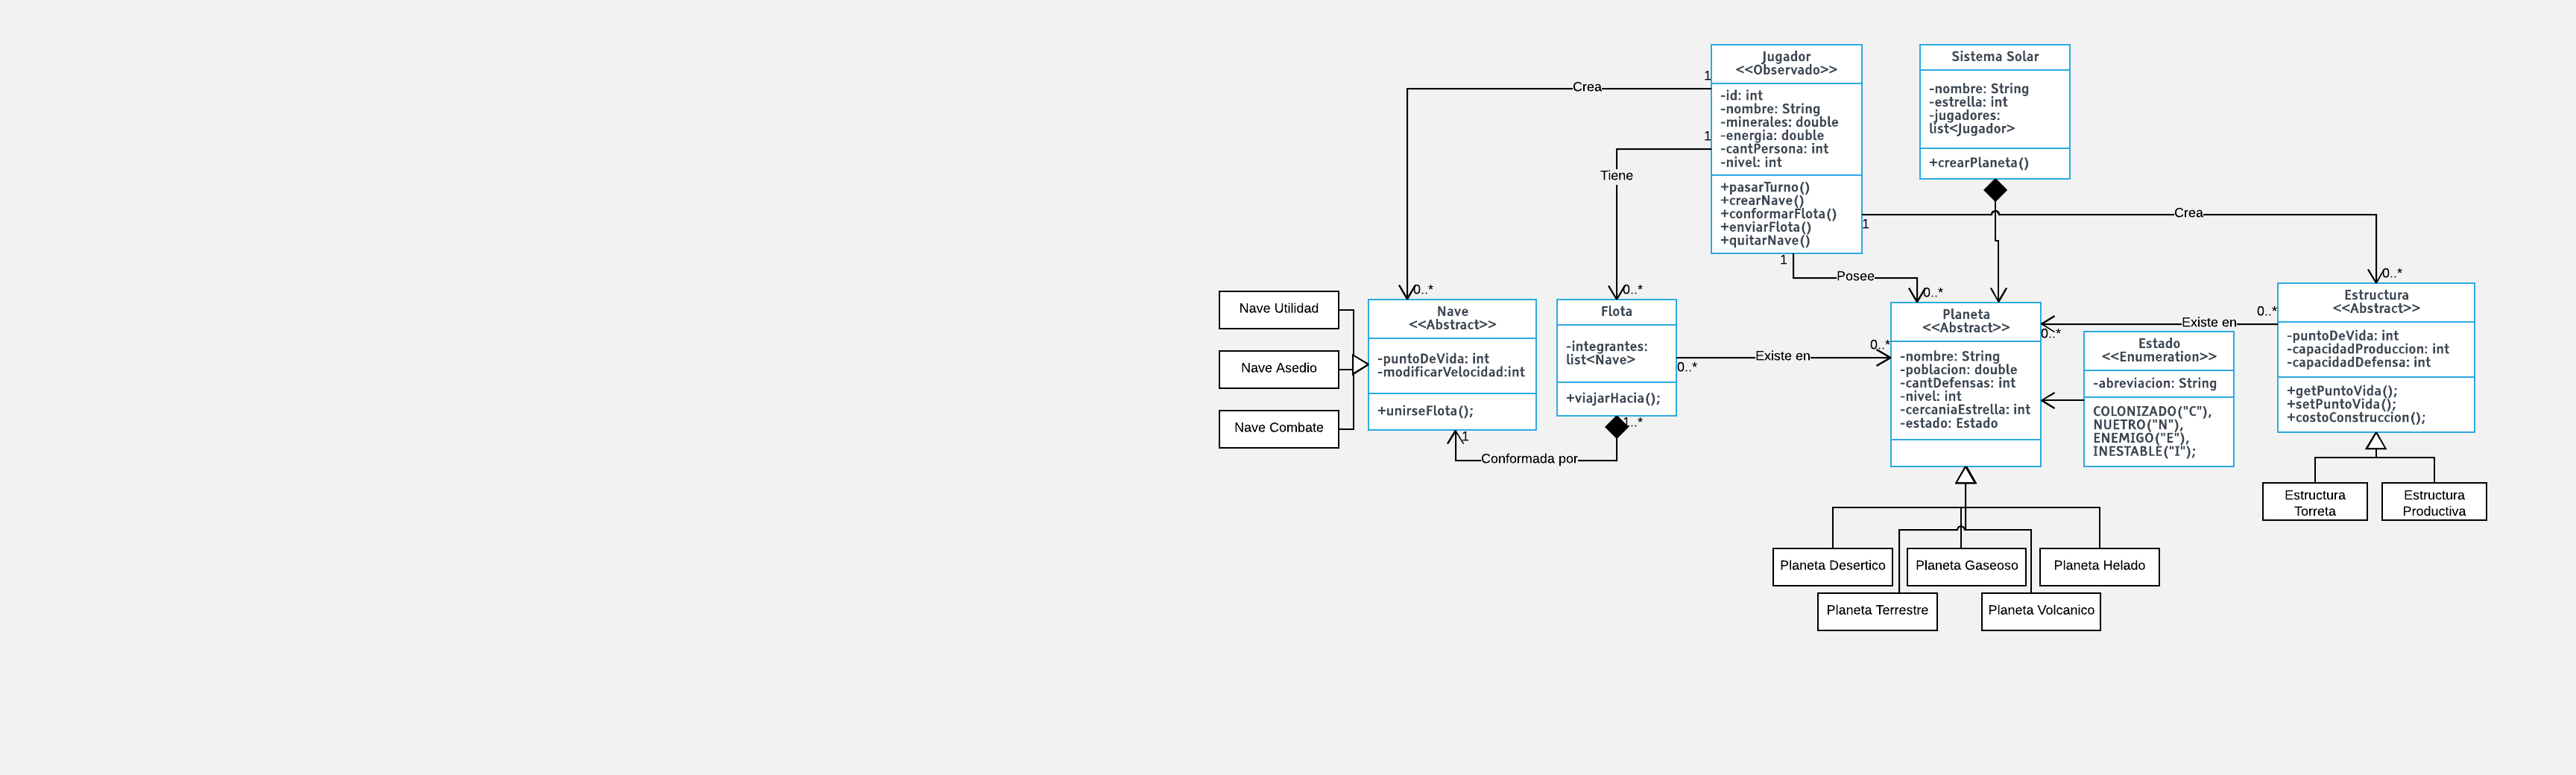 Jugador
<<Observado>>
-id: int
-nombre: String
-minerales: double
-energia: double
-cantPersona: int
-nivel: int
+pasarTurno()
+crearNave()
+conformarFlota()
+enviarFlota()
+quitarNave()
Sistema Solar
-nombre: String
-estrella: int
-jugadores:
list<Jugador>
+crearPlaneta()
1
Crea
0..*
1
Tiene
0..*
1
Crea
0..*
1
Posee
0..*
Nave Utilidad
Nave Asedio
Nave Combate
Nave
<<Abstract>>
-puntoDeVida: int
-modificarVelocidad:int
+unirseFlota();
1
Conformada por
1..*
Flota
-integrantes:
list<Nave>
+viajarHacia();
0..*
Existe en
0..*
Planeta
<<Abstract>>
-nombre: String
-poblacion: double
-cantDefensas: int
-nivel: int
-cercaniaEstrella: int
-estado: Estado
0..*
Existe en
0..*
Estado
<<Enumeration>>
-abreviacion: String
COLONIZADO("C"),
NUETRO("N"),
ENEMIGO("E"),
INESTABLE("I");
Estructura
<<Abstract>>
-puntoDeVida: int
-capacidadProduccion: int
-capacidadDefensa: int
+getPuntoVida();
+setPuntoVida();
+costoConstruccion();
Estructura
Torreta
Estructura
Productiva
Planeta Desertico
Planeta Gaseoso
Planeta Helado
Planeta Terrestre
Planeta Volcanico